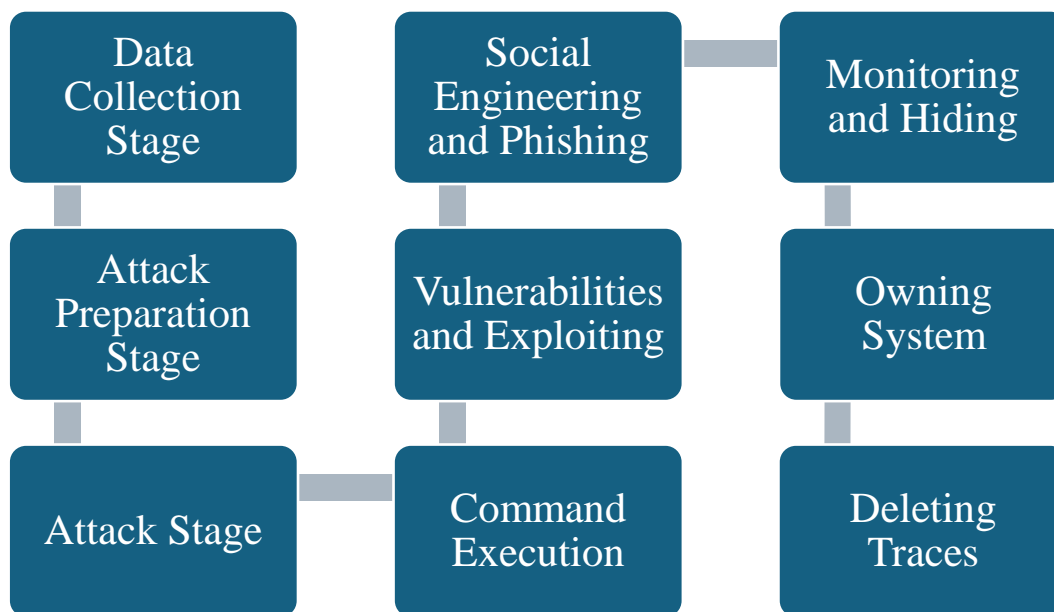 Data
Collection
Stage
Attack
Preparation
Stage
Attack Stage
Command
Execution
Vulnerabilities
and Exploiting
Social
Engineering
and Phishing
Monitoring
and Hiding
Owning
System
Deleting
Traces